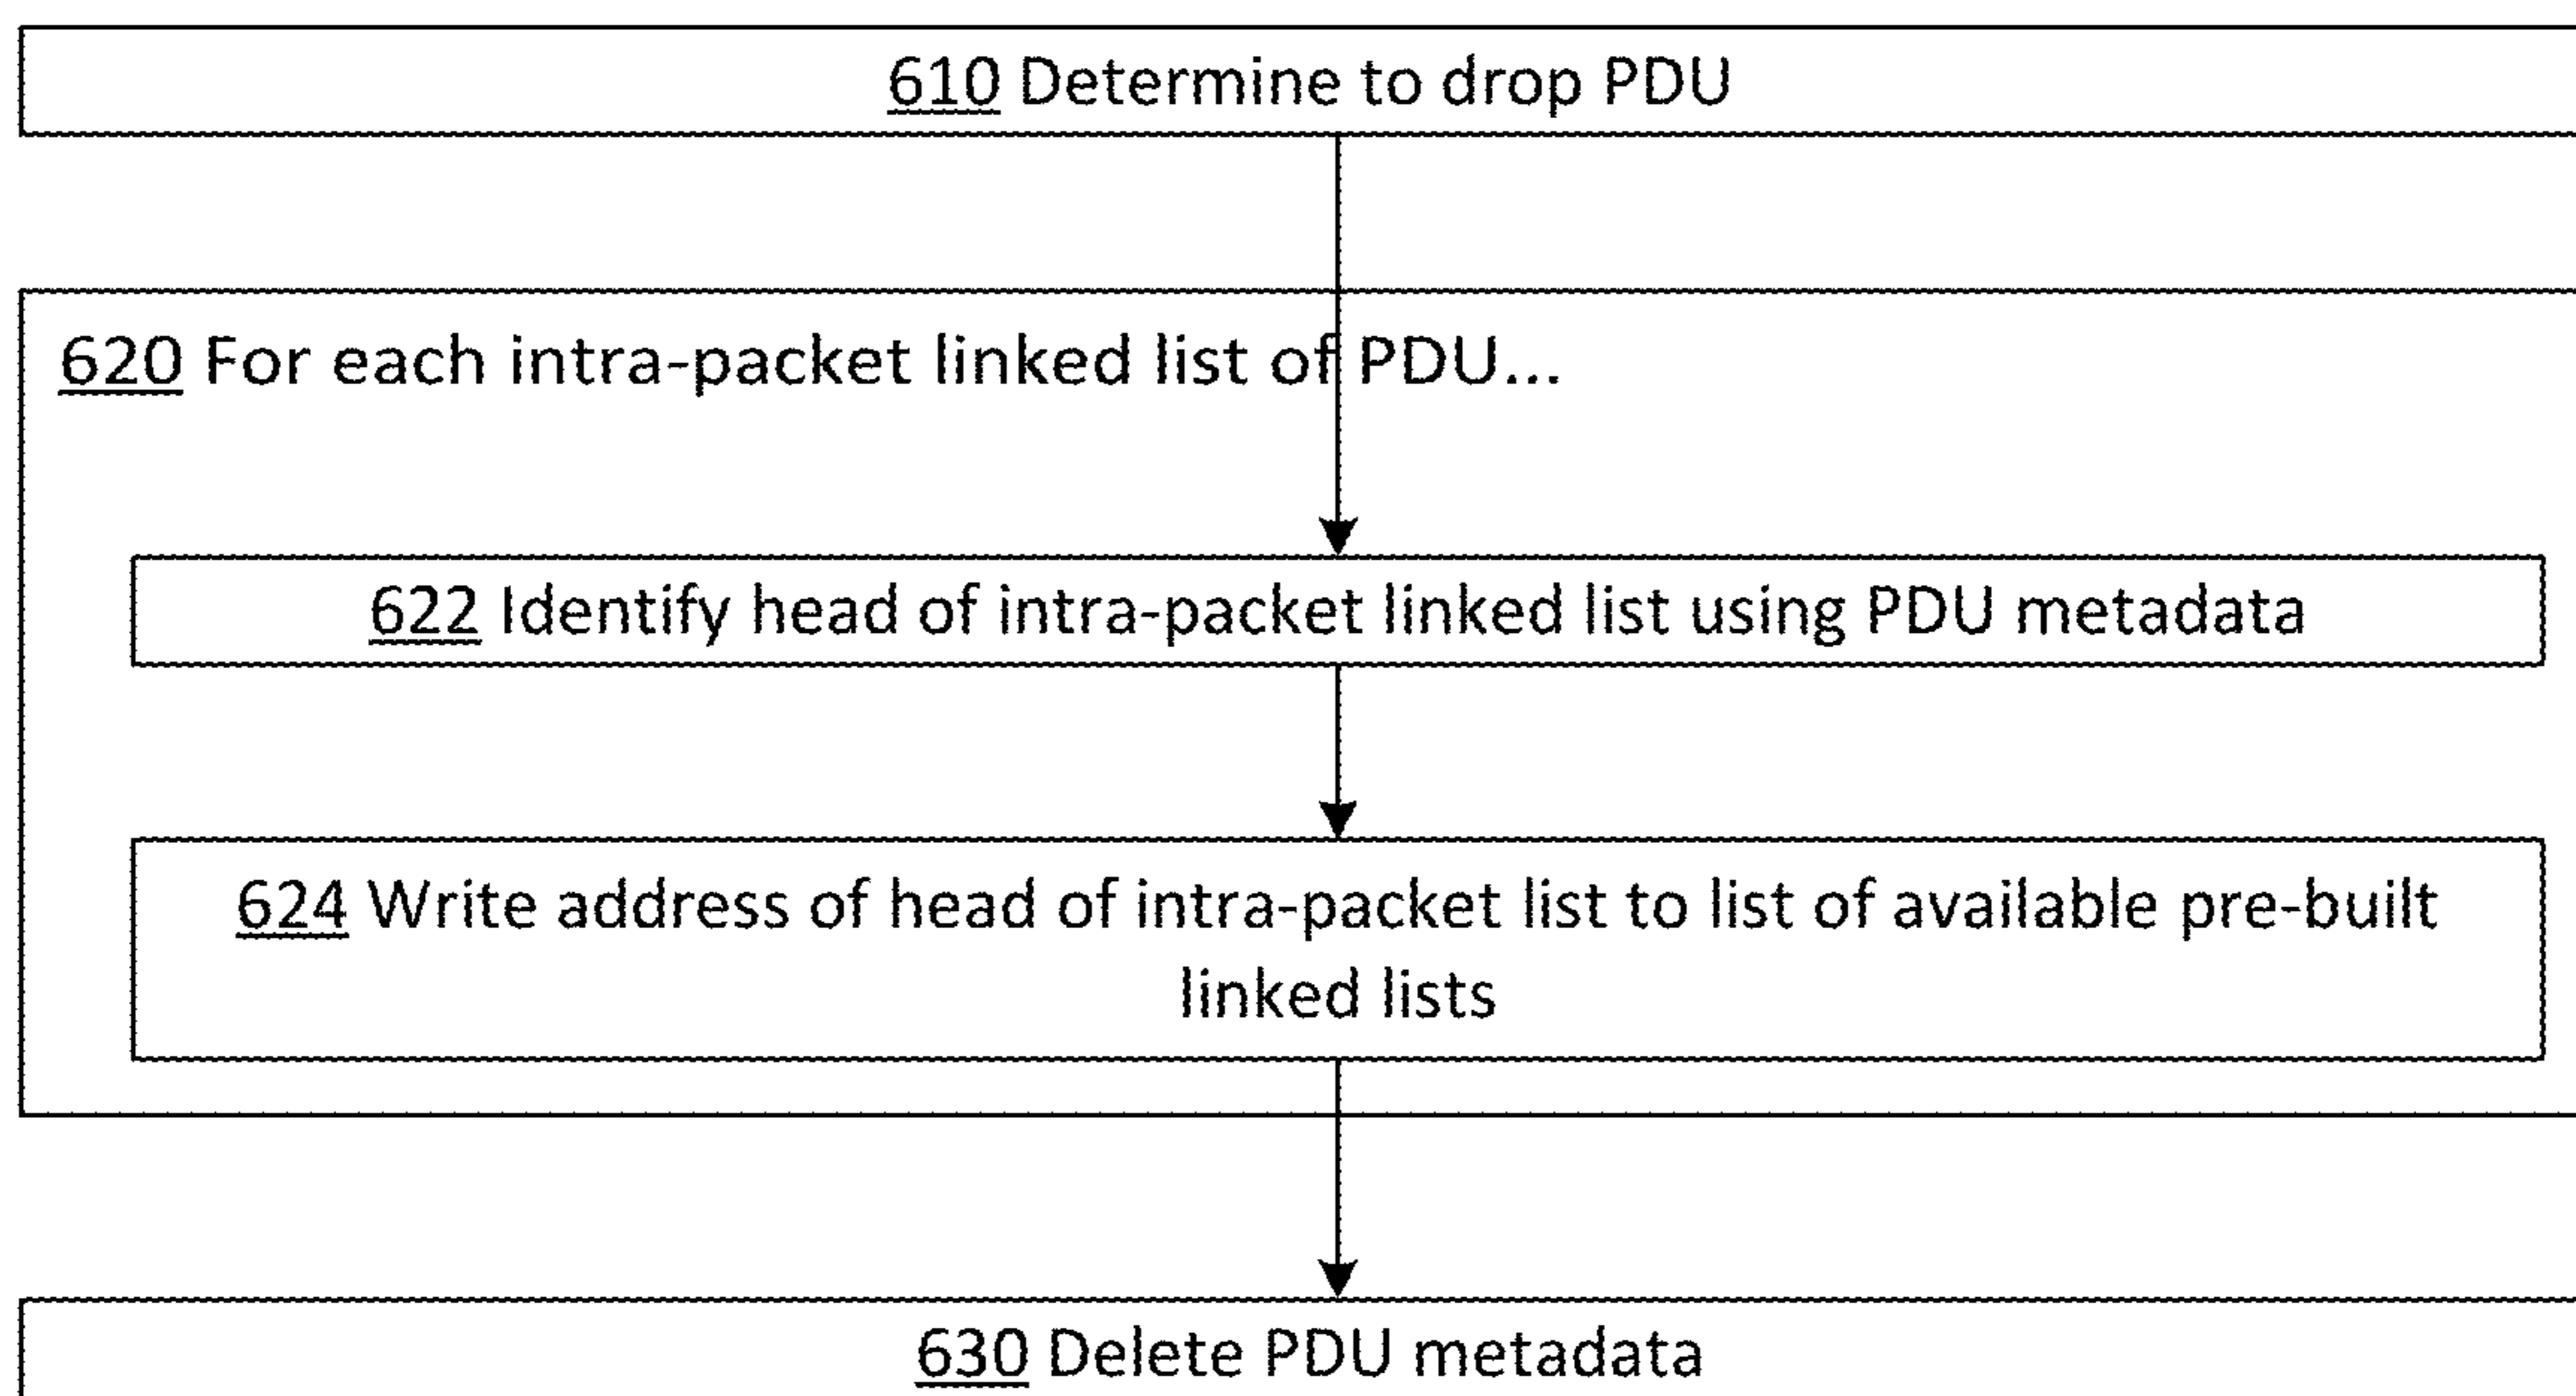 610 Determine to drop PDU
620 For each intra-packet linked list of PDU...
622 Identify head of intra-packet linked list using PDU metadata
624 Write address of head of intra-packet list to list of available pre-built
linked lists
630 Delete PDU metadata